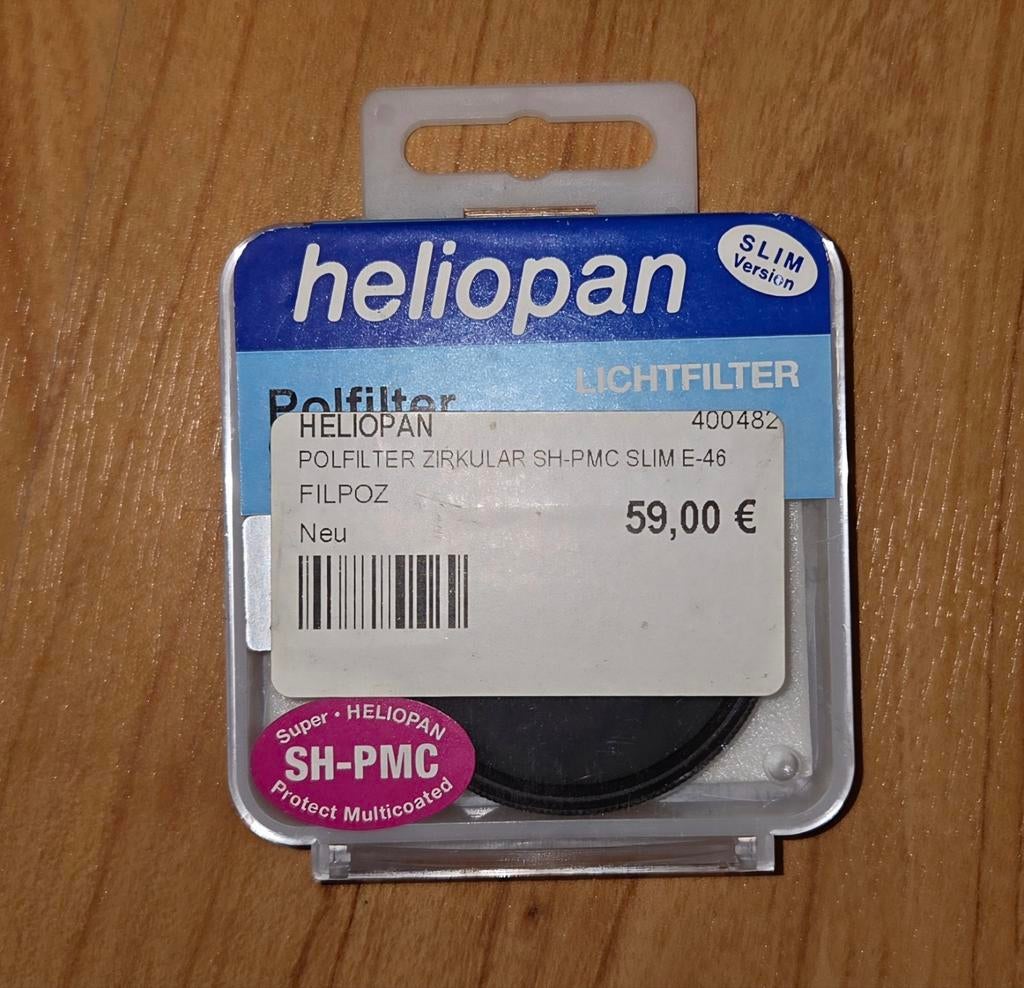 heliopan
SLIM
Version
LICHTFILTER
Polfilter
HELIOPAN 400482
POLFILTER ZIRKULAR SH-PMC SLIM E-46
FILPOZ
59,00 €
Neu
Super • HELIOPAN
SH-PMC
Protect Multicoated